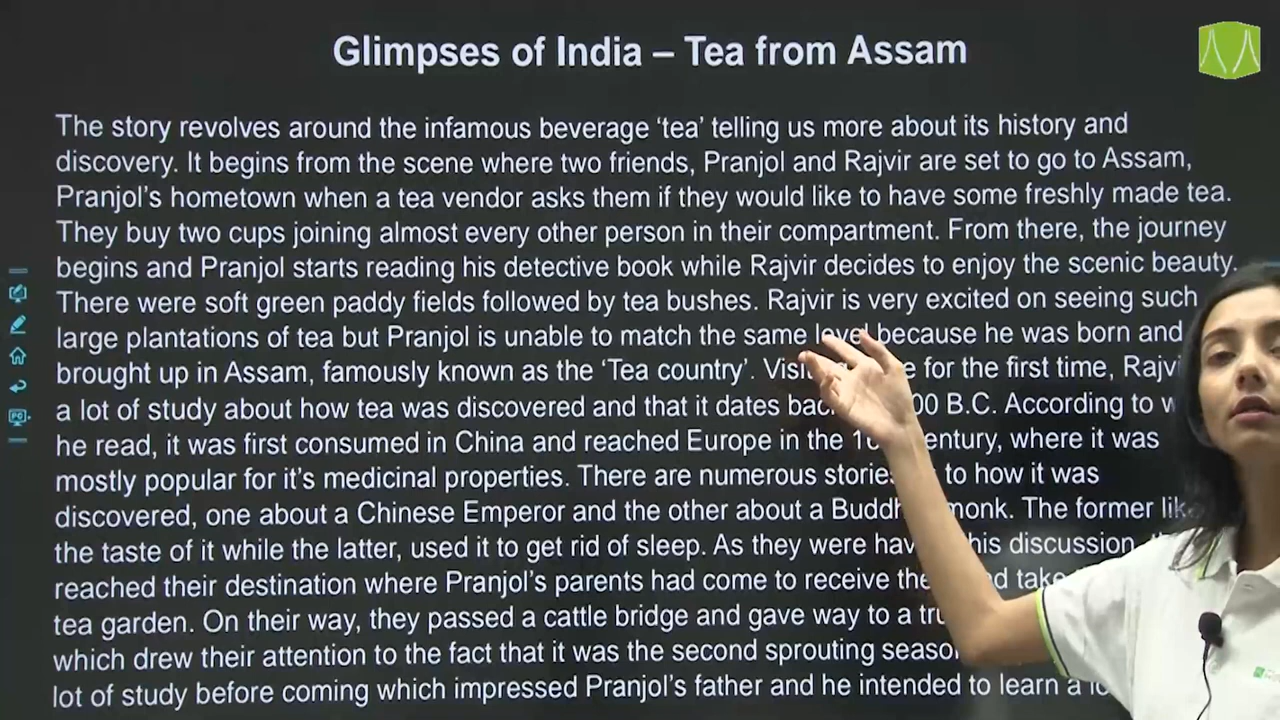 Glimpses of India – Tea from Assam
The story revolves around the infamous beverage ‘tea’ telling us more about its history and
discovery. It begins from the scene where two friends, Pranjol and Rajvir are set to go to Assam,
Pranjol’s hometown when a tea vendor asks them if they would like to have some freshly made tea.
They buy two cups joining almost every other person in their compartment. From there, the journey
begins and Pranjol starts reading his detective book while Rajvir decides to enjoy the scenic beauty.
There were soft green paddy fields followed by tea bushes. Rajvir is very excited on seeing such
large plantations of tea but Pranjol is unable to match the same level because he was born and
brought up in Assam, famously known as the ‘Tea country’. for the first time,
a lot of study about how tea was discovered and that it dates B.C. According to
he read, it was first consumed in China and reached Europe in the where it was
mostly popular for it’s medicinal properties. There are numerous to how it was
discovered, one about a Chinese Emperor and the other about a monk. The former
the taste of it while the latter, used it to get rid of sleep. As they were this discussion,
reached their destination where Pranjol’s parents had come to receive
tea garden. On their way, they passed a cattle bridge and gave way to a
which drew their attention to the fact that it was the second sprouting
lot of study before coming which impressed Pranjol’s father and he intended to learn a